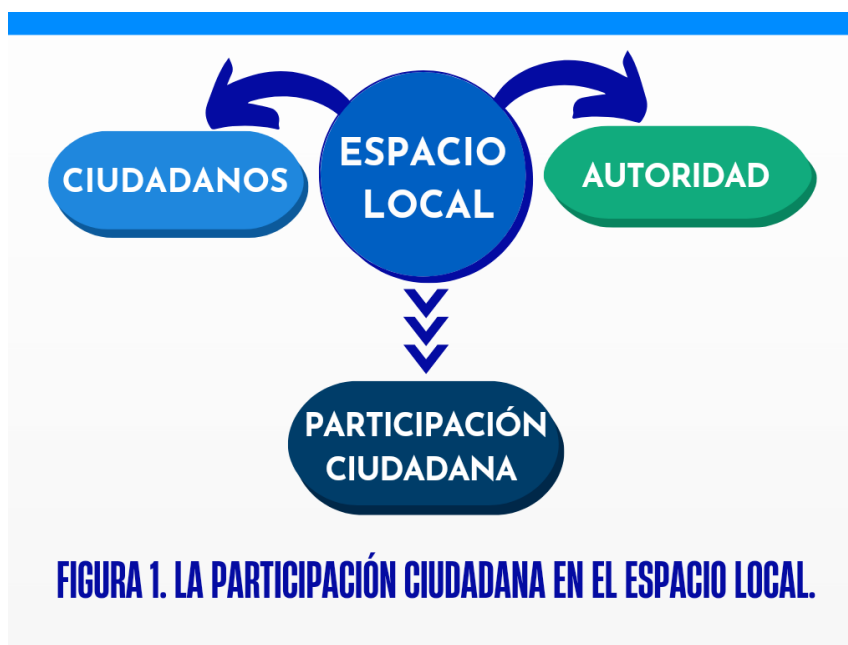 ESPACIO
LOCAL
CIUDADANOS
AUTORIDAD
PARTICIPACIÓN
CIUDADANA
FIGURA 1. LA PARTICIPACIÓN CIUDADANA EN EL ESPACIO LOCAL.